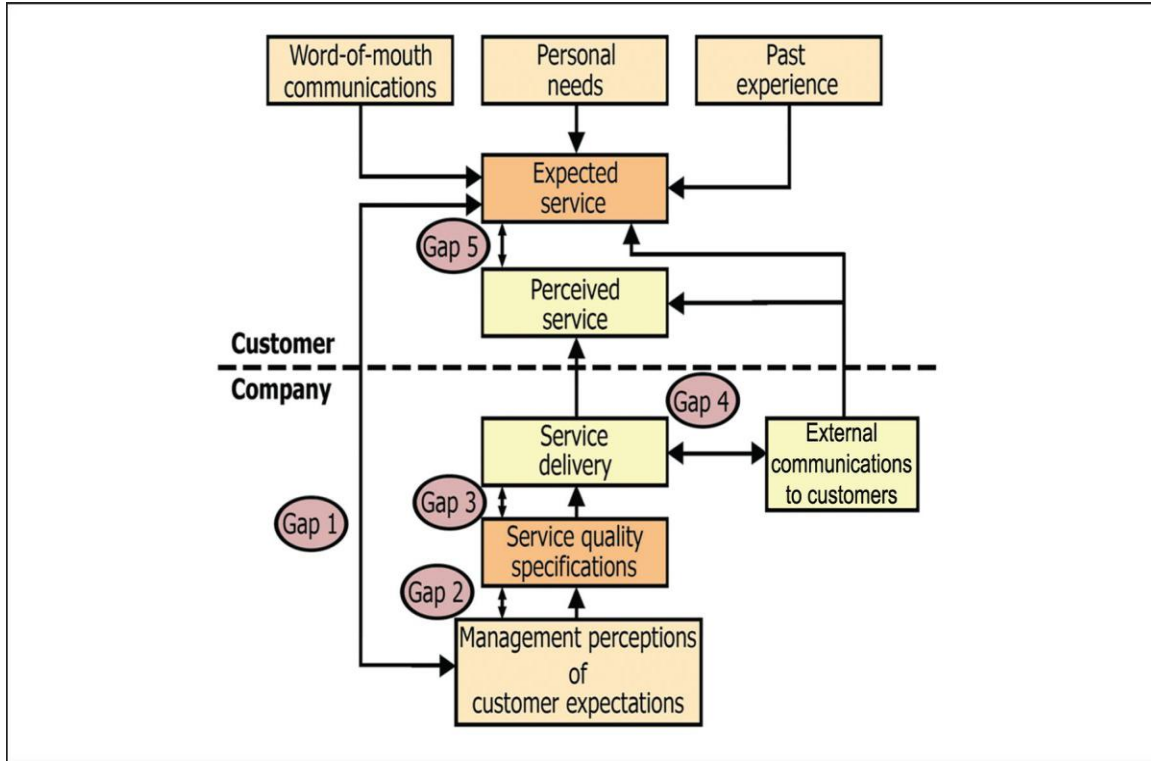 Word-of-mouth
communications
Personal
needs
Past
experience
Expected
service
Gap 5
Perceived
service
Customer
Company
Gap 4
Service
delivery
External
communications
to customers
Gap 3
Gap 1
Service quality
specifications
Gap 2
Management perceptions
of
customer expectations